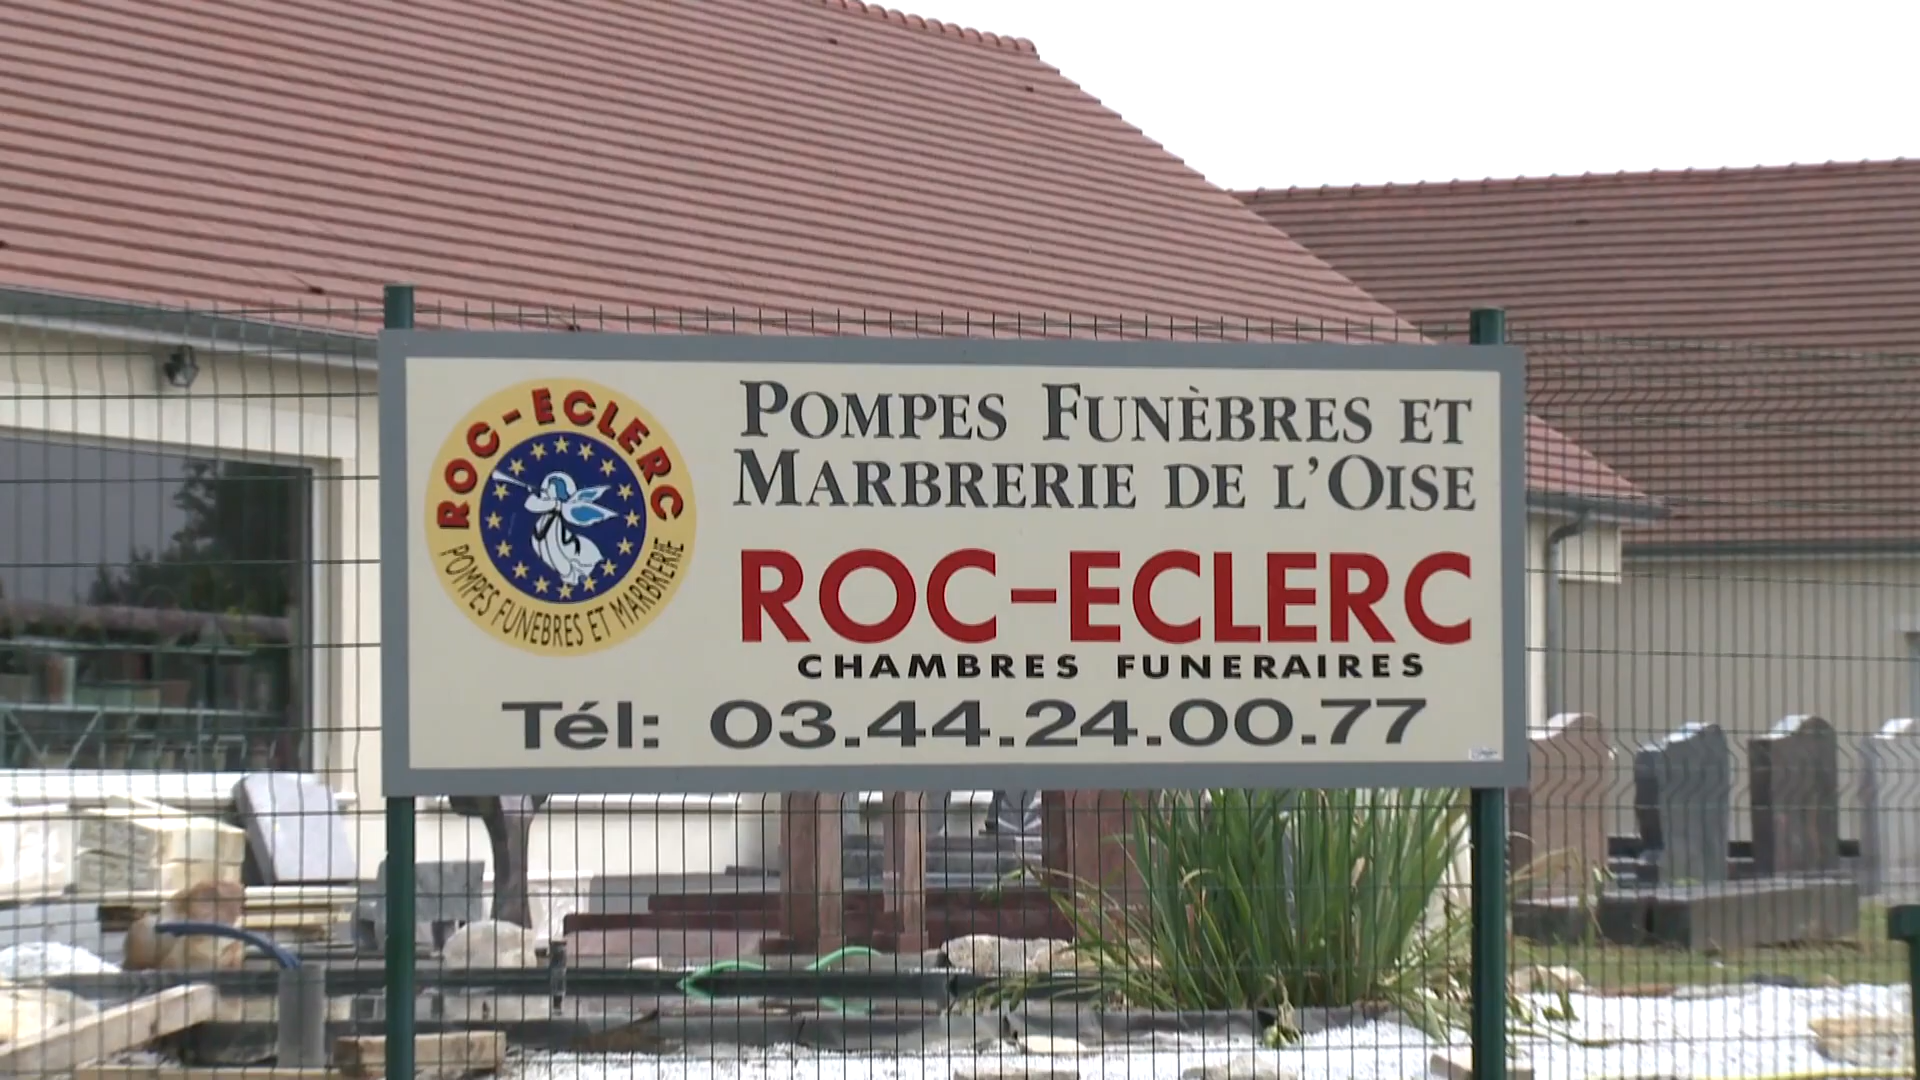 ROC-ECLERC
POMPES FUNEBRES ET MARBRERIE
POMPES FUNÈBRES ET
MARBRERIE DE L'OISE
ROC-ECLERC
CHAMBRES FUNERAIRES
Tél: 03.44.24.00.77